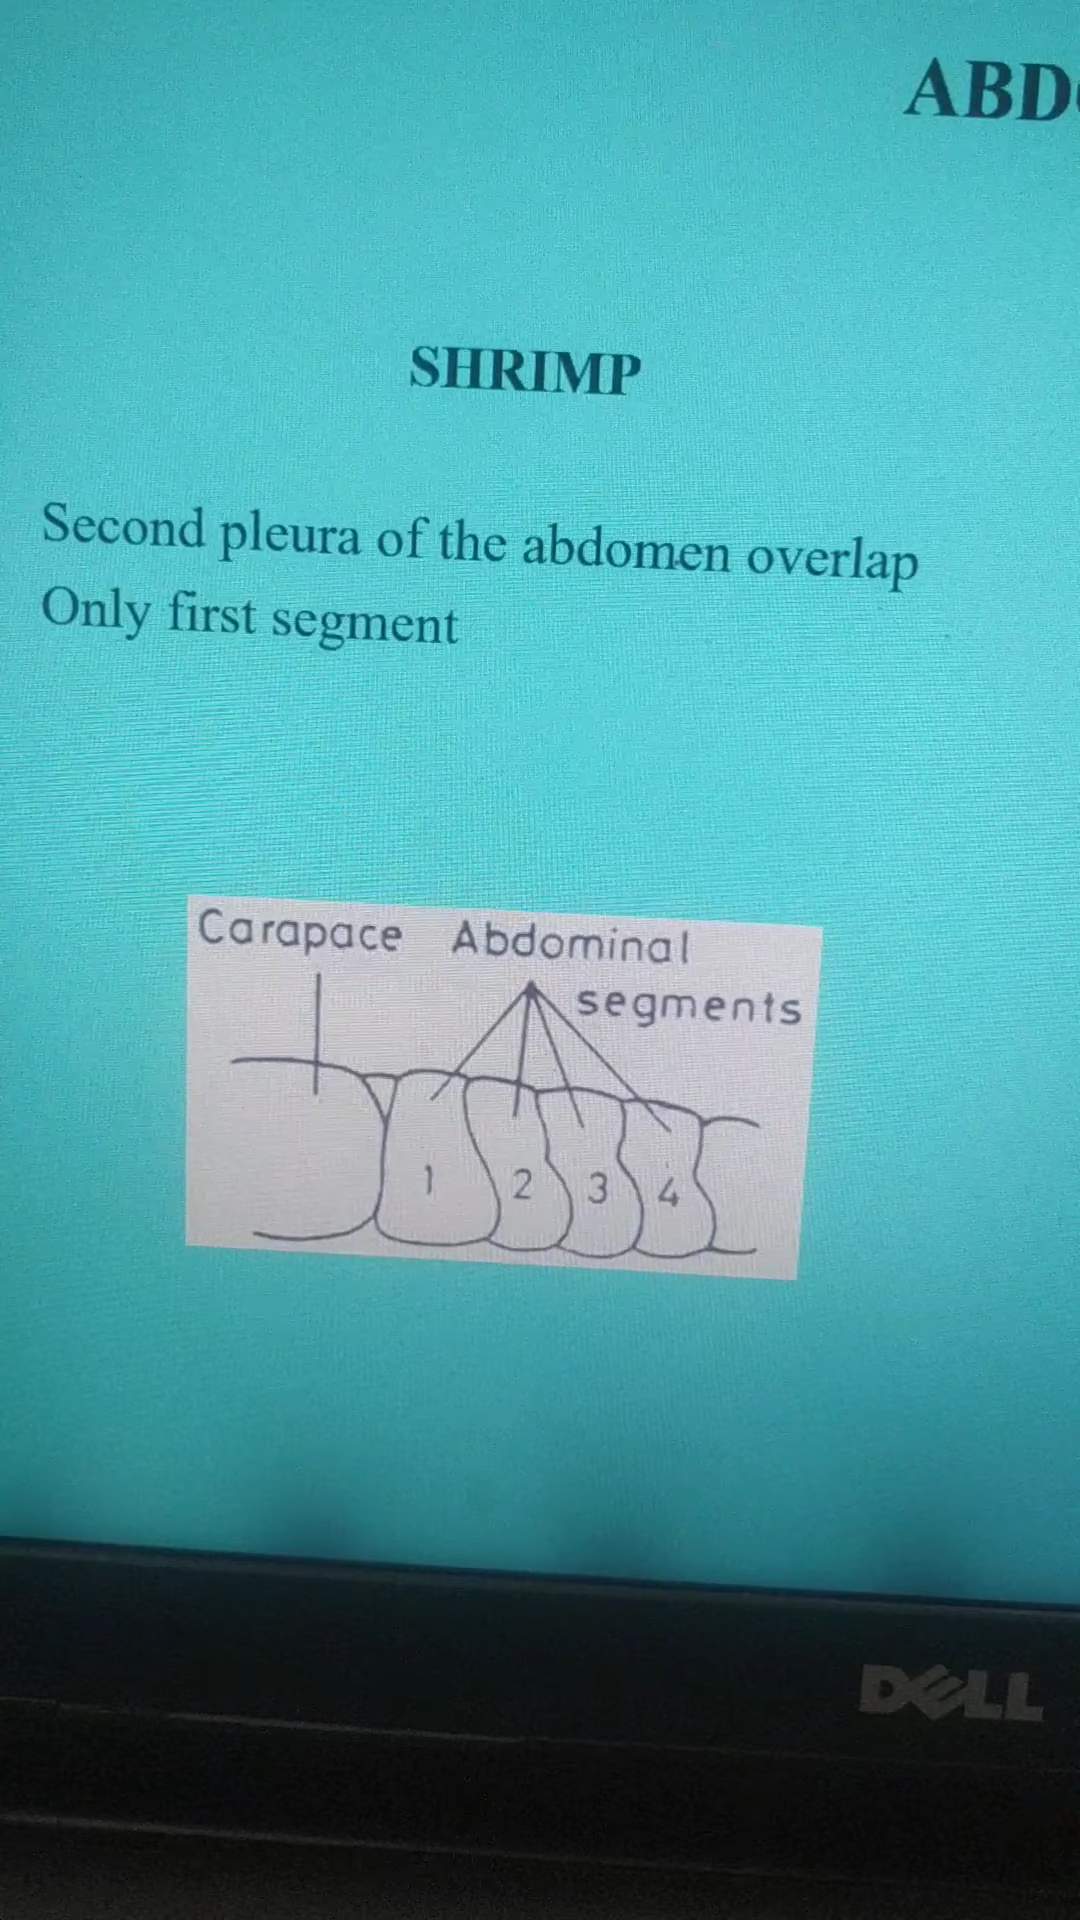 ABD
SHRIMP
Second pleura of the abdomen overlap
Only first segment
Carapace Abdominal
segments
1 2 3 4
DELL